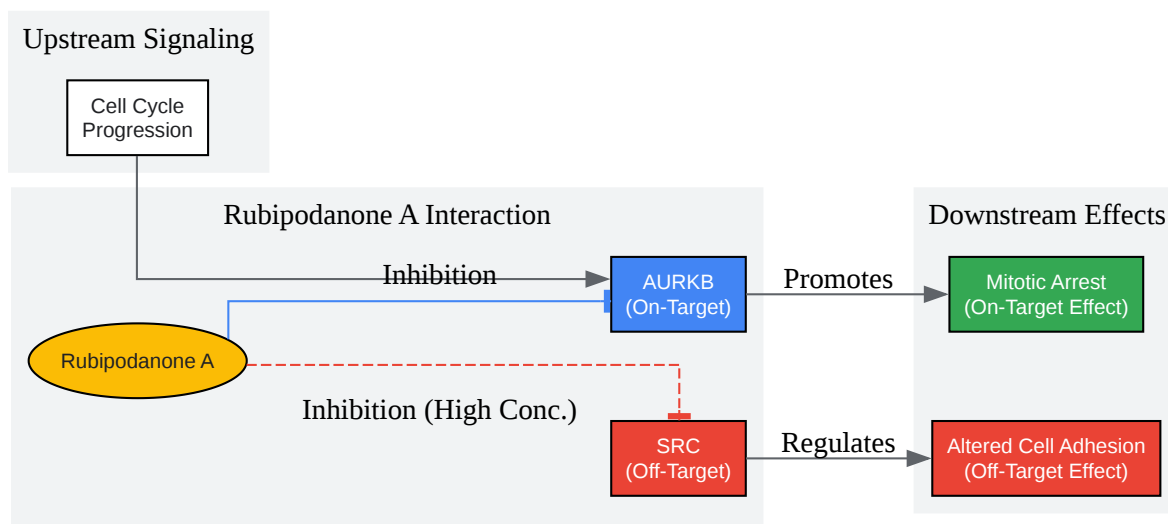 Upstream Signaling
Cell Cycle
Progression
Rubipodanone A Interaction
Downstream Effects
Inhibition
AURKB
(On-Target)
Promotes
Mitotic Arrest
(On-Target Effect)
Rubipodanone A
Inhibition (High Conc.)
SRC
(Off-Target)
Regulates
Altered Cell Adhesion
(Off-Target Effect)